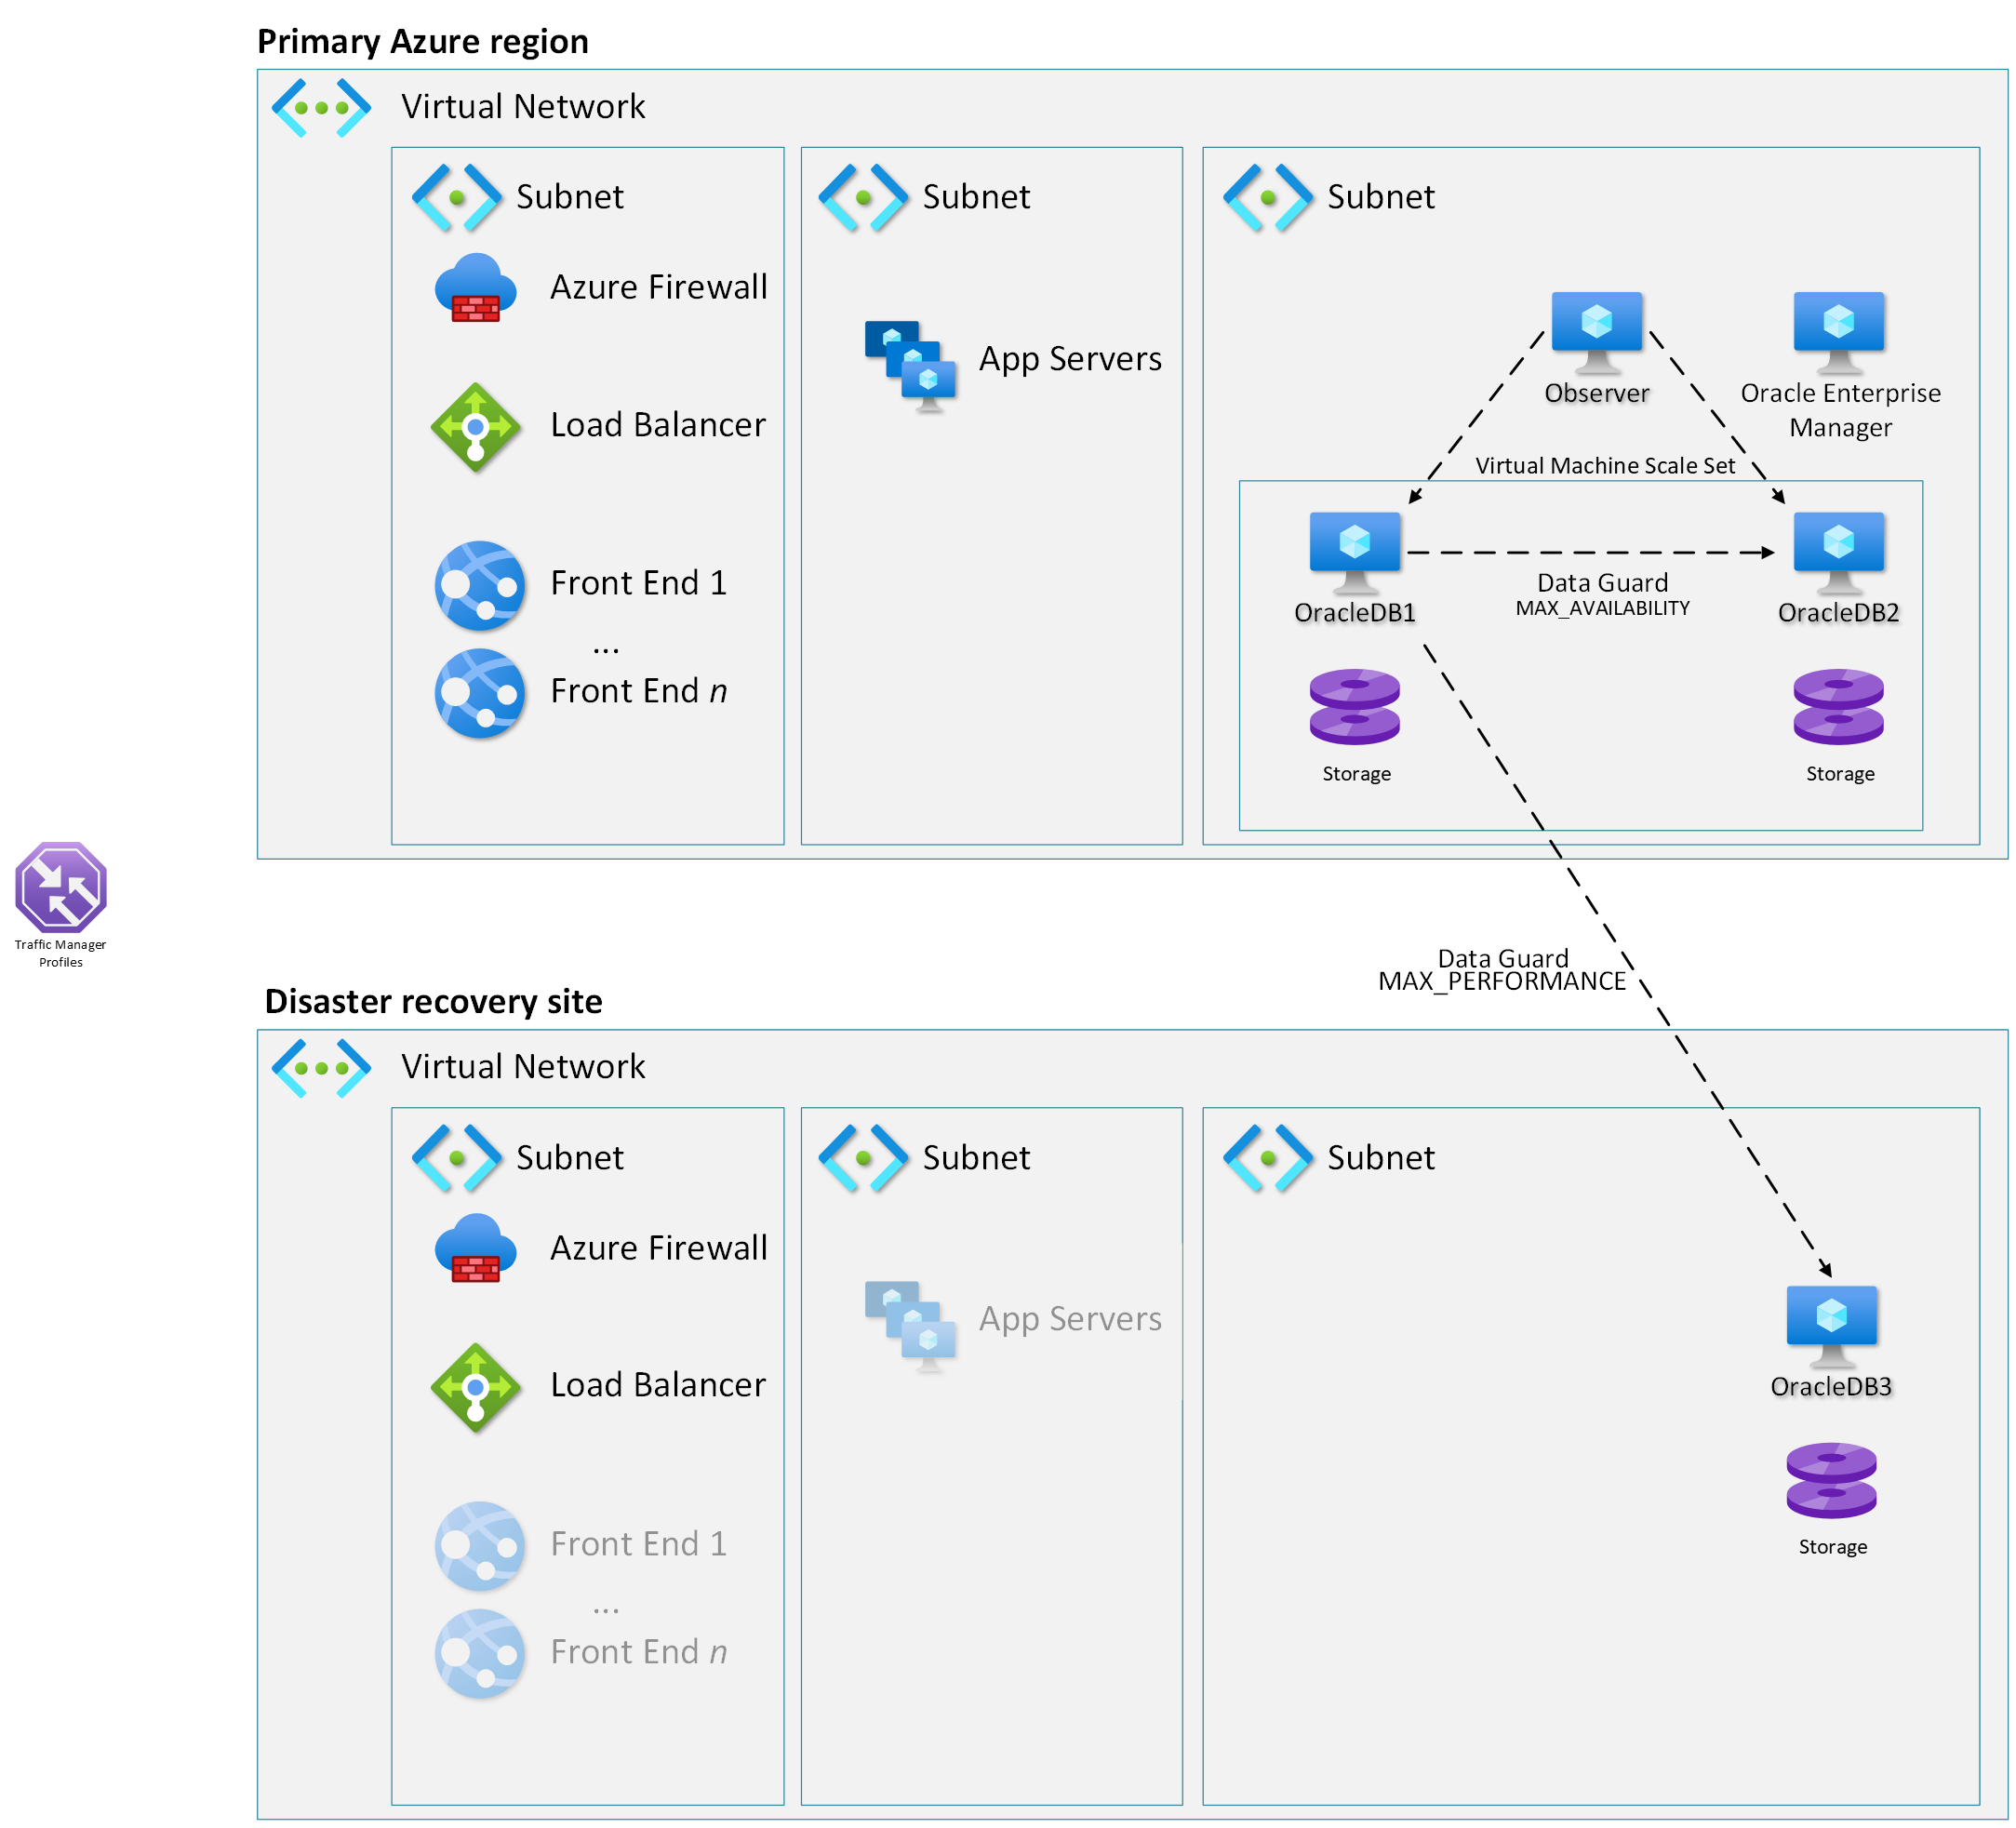 Primary Azure region
Virtual Network
Subnet
Azure Firewall
Load Balancer
Front End 1
...
Front End n
Subnet
App Servers
Subnet
Observer
Oracle Enterprise
Manager
Virtual Machine Scale Set
OracleDB1
Data Guard
MAX_AVAILABILITY
OracleDB2
Storage
Storage
Traffic Manager
Profiles
Data Guard
MAX_PERFORMANCE
Disaster recovery site
Virtual Network
Subnet
Azure Firewall
Load Balancer
Front End 1
...
Front End n
Subnet
App Servers
Subnet
OracleDB3
Storage